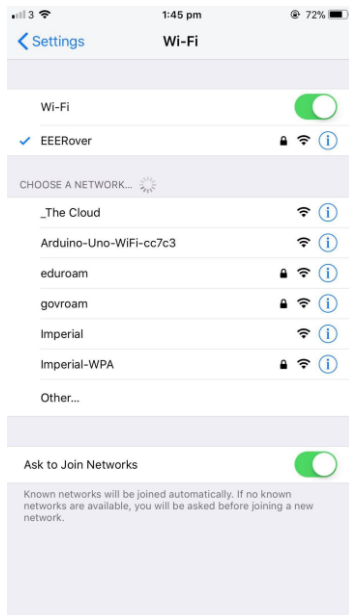 3 1:45 pm 72%
Settings Wi-Fi
Wi-Fi
EEERover
CHOOSE A NETWORK...
_The Cloud
Arduino-Uno-WiFi-cc7c3
eduroam
govroam
Imperial
Imperial-WPA
Other...
Ask to Join Networks
Known networks will be joined automatically. If no known
networks are available, you will be asked before joining a new
network.